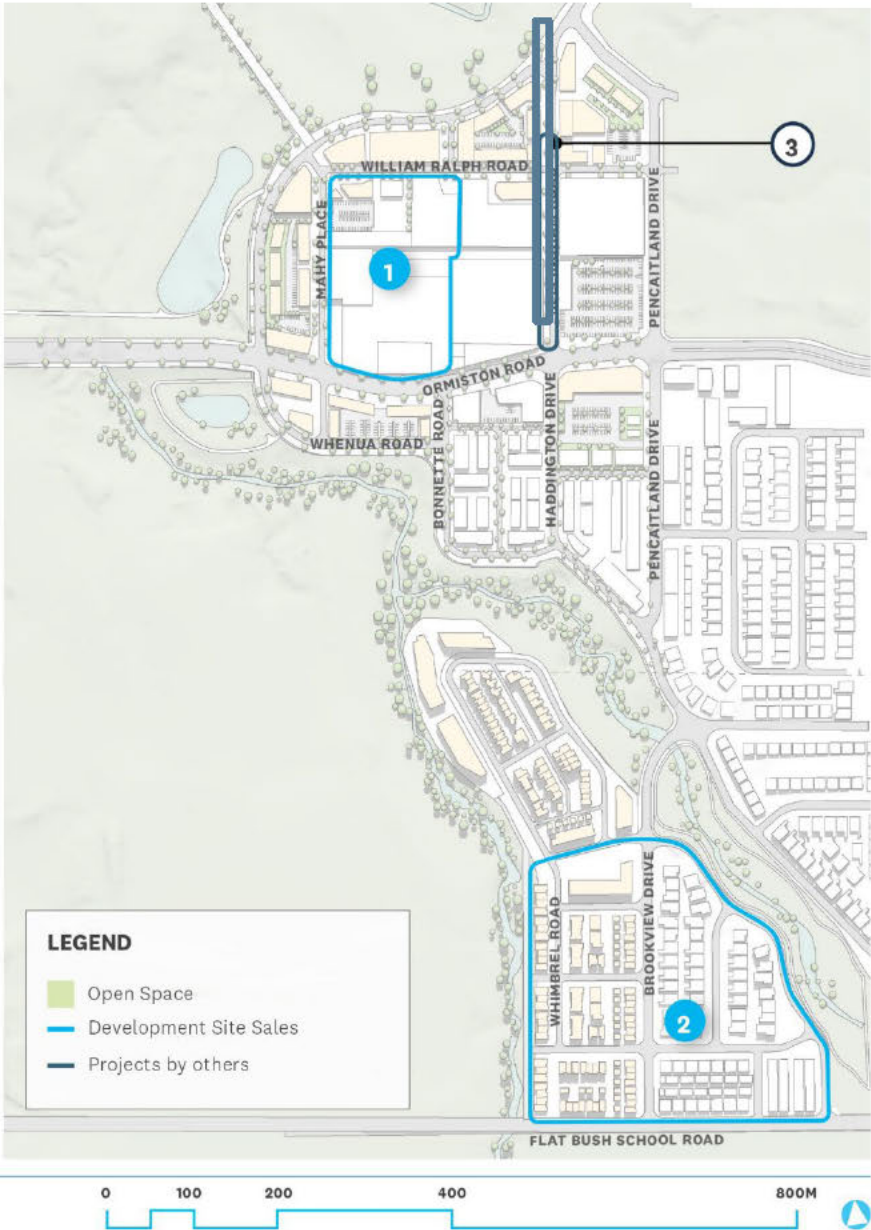 3
WILLIAM RALPH ROAD
MAHY PLACE
PENCAITLAND DRIVE
1
ORMISTON ROAD
WHENUA ROAD
BONNETTE ROAD
HADDINGTON DRIVE
PENCAITLAND DRIVE
WHIMBREL ROAD
BROOKVIEW DRIVE
2
LEGEND
Open Space
Development Site Sales
Projects by others
FLAT BUSH SCHOOL ROAD
0 100 200 400 800M